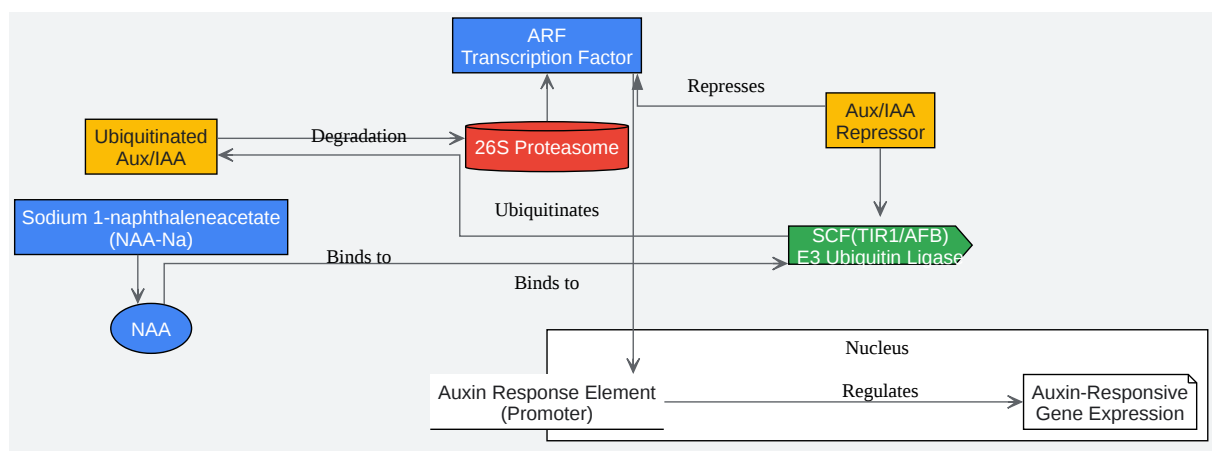 ARF
Transcription Factor
Represses
Aux/IAA
Repressor
Ubiquitinated
Aux/IAA
Degradation
26S Proteasome
Ubiquitinates
Sodium 1-naphthaleneacetate
(NAA-Na)
SCF(TIR1/AFB)
E3 Ubiquitin Ligase
Binds to
Binds to
NAA
Nucleus
Auxin Response Element
(Promoter)
Regulates
Auxin-Responsive
Gene Expression